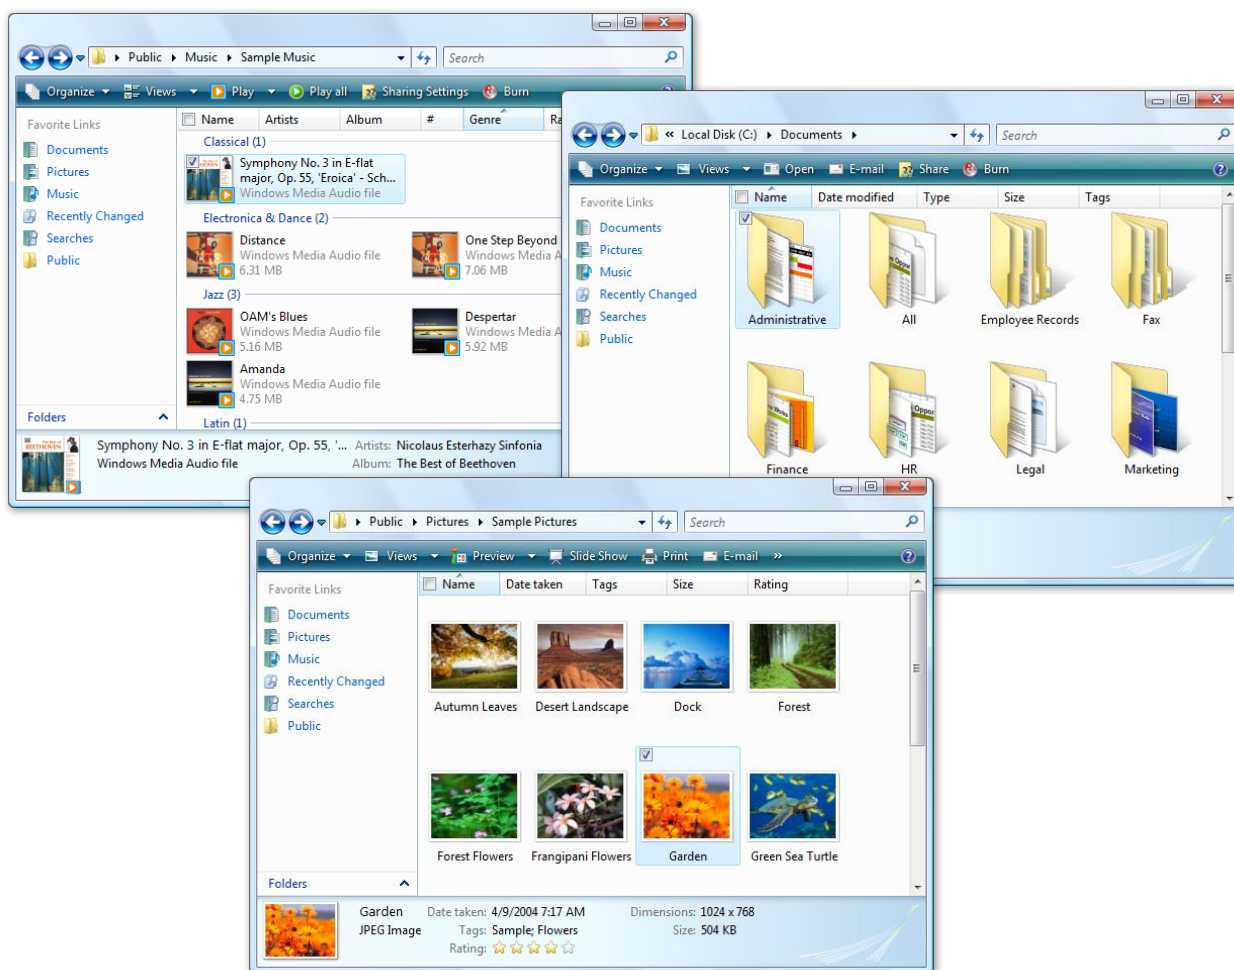 Public Music Sample Music
Search
Organize Views Play Play all Sharing Settings Burn
Favorite Links
Documents
Pictures
Music
Recently Changed
Searches
Public
Folders
Name Artists Album # Genre Ra
Classical (1)
Symphony No. 3 in E-flat
major, Op. 55, 'Eroica' - Sch...
Windows Media Audio file
Electronica & Dance (2)
Distance
Windows Media Audio file
6.31 MB
One Step Beyond
Windows Media A
7.06 MB
Jazz (3)
OAM's Blues
Windows Media Audio file
5.16 MB
Despertar
Windows Media A
5.92 MB
Amanda
Windows Media Audio file
4.75 MB
Latin (1)
BEETHOVEN
Symphony No. 3 in E-flat major, Op. 55, '... Artists: Nicolaus Esterhazy Sinfonia
Windows Media Audio file Album: The Best of Beethoven
« Local Disk (C:) Documents
Search
Organize Views Open E-mail Share Burn
Favorite Links
Documents
Pictures
Music
Recently Changed
Searches
Public
Name Date modified Type Size Tags
Administrative All Employee Records Fax
Finance HR Legal Marketing
Public Pictures Sample Pictures
Search
Organize Views Preview Slide Show Print E-mail »
Favorite Links
Documents
Pictures
Music
Recently Changed
Searches
Public
Folders
Name Date taken Tags Size Rating
Autumn Leaves Desert Landscape Dock Forest
Forest Flowers Frangipani Flowers Garden Green Sea Turtle
Garden Date taken: 4/9/2004 7:17 AM Dimensions: 1024 x 768
JPEG Image Tags: Sample; Flowers Size: 504 KB
Rating: